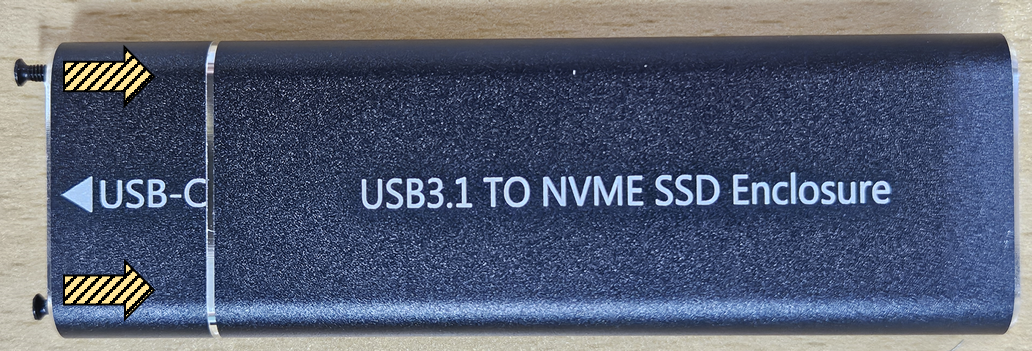 USB-C
USB3.1 TO NVME SSD Enclosure